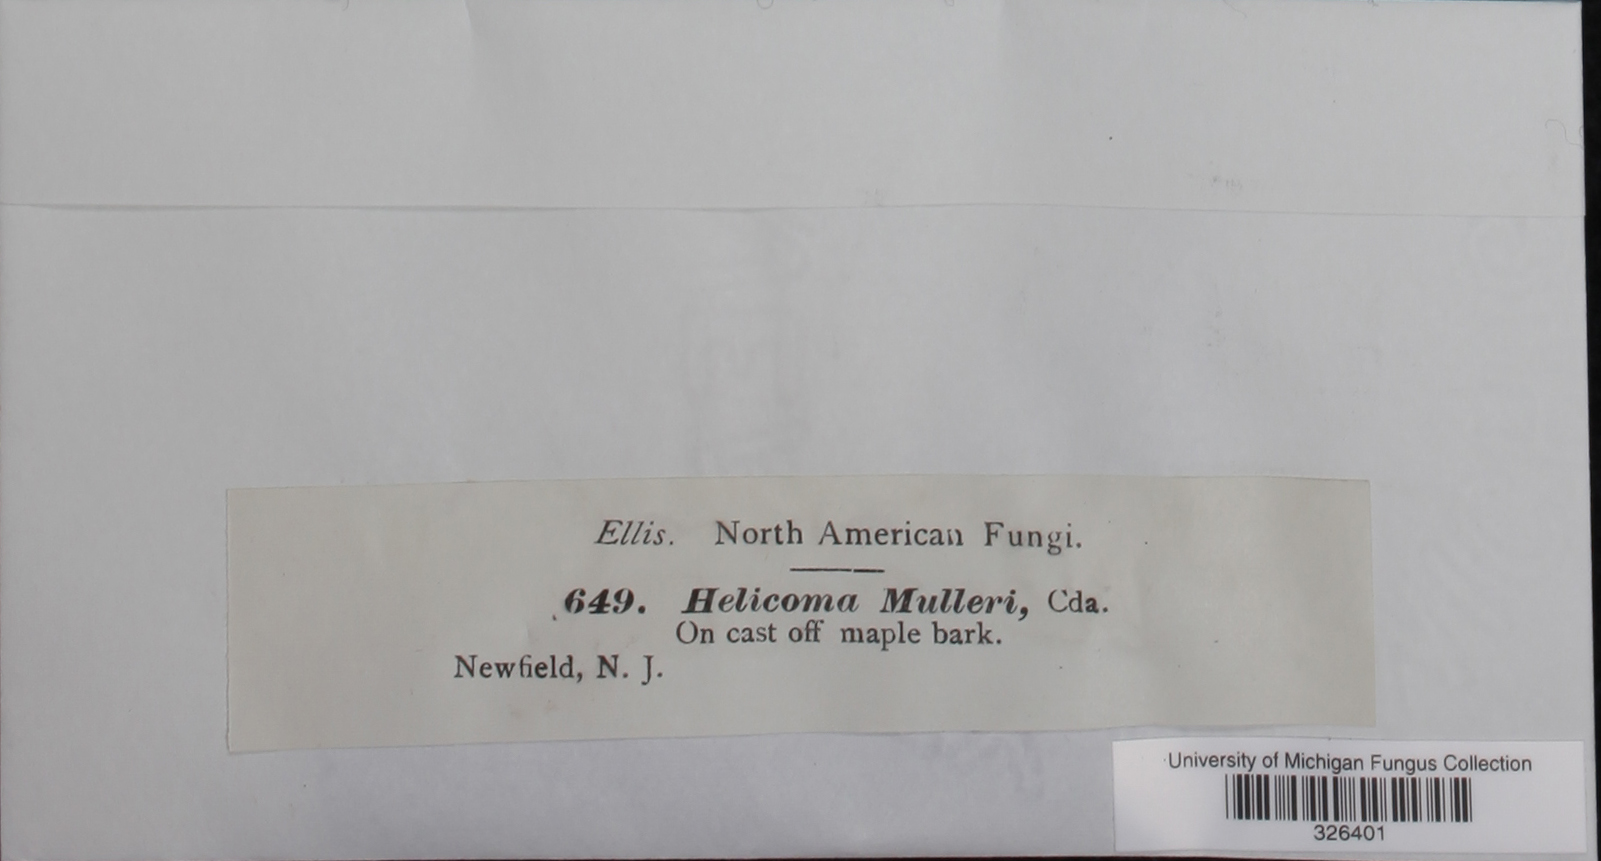 Ellis. North American Fungi.
649. Helicoma Mulleri, Cda.
On cast off maple bark.
Newfield, N. J.
University of Michigan Fungus Collection
326401